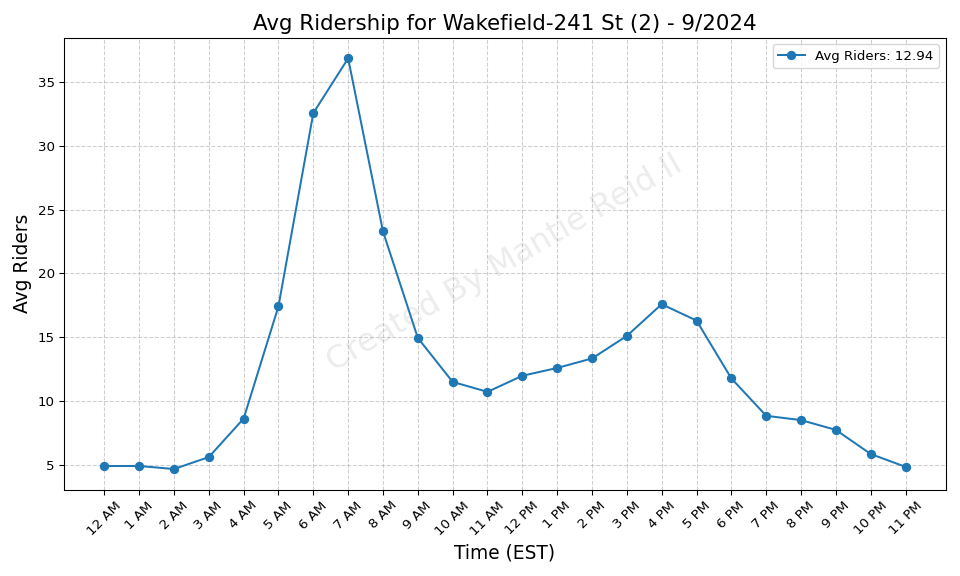 Avg Ridership for Wakefield-241 St (2) - 9/2024
Avg Riders: 12.94
Avg Riders
35
30
25
20
15
10
5
Created By Mantie Reid II
12 AM
1 AM
2 AM
3 AM
4 AM
5 AM
6 AM
7 AM
8 AM
9 AM
10 AM
11 AM
12 PM
1 PM
2 PM
3 PM
4 PM
5 PM
6 PM
7 PM
8 PM
9 PM
10 PM
11 PM
Time (EST)